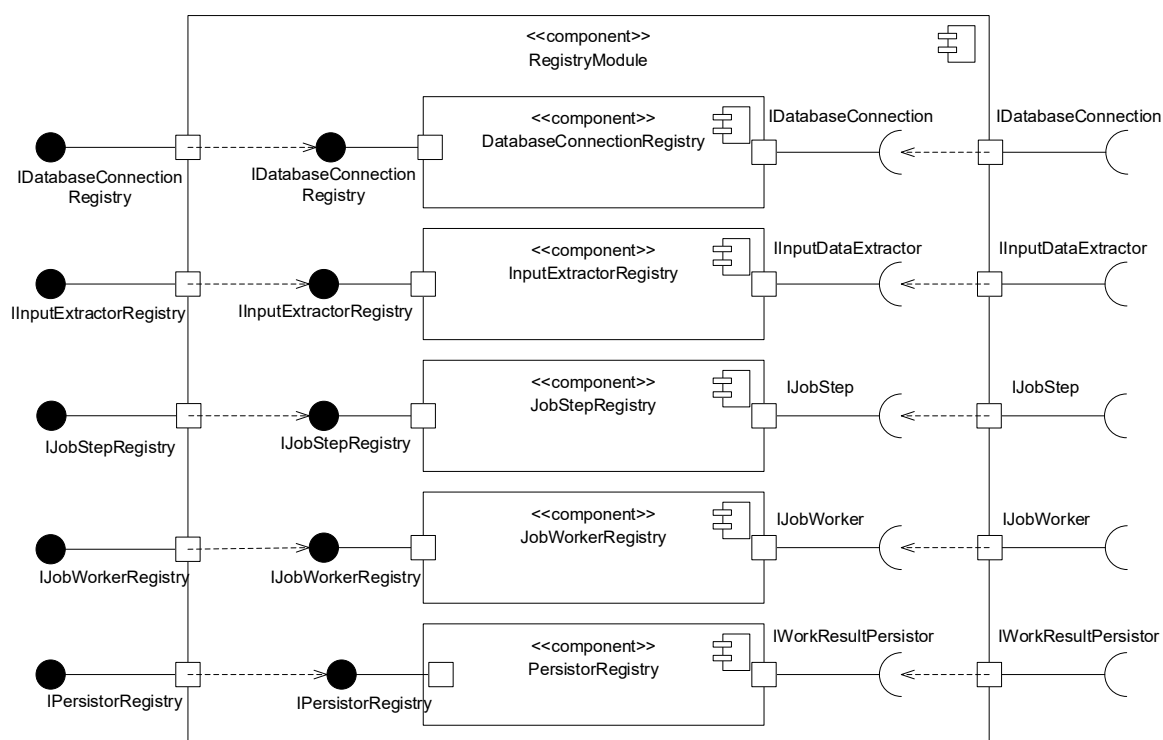 <<component>>
RegistryModule
<<component>>
DatabaseConnectionRegistry
IDatabaseConnection
IDatabaseConnection
IDatabaseConnection
Registry
IDatabaseConnection
Registry
<<component>>
InputExtractorRegistry
IInputDataExtractor
IInputDataExtractor
IInputExtractorRegistry
IInputExtractorRegistry
<<component>>
JobStepRegistry
IJobStep
IJobStep
IJobStepRegistry
IJobStepRegistry
<<component>>
JobWorkerRegistry
IJobWorker
IJobWorker
IJobWorkerRegistry
IJobWorkerRegistry
<<component>>
PersistorRegistry
IWorkResultPersistor
IWorkResultPersistor
IPersistorRegistry
IPersistorRegistry